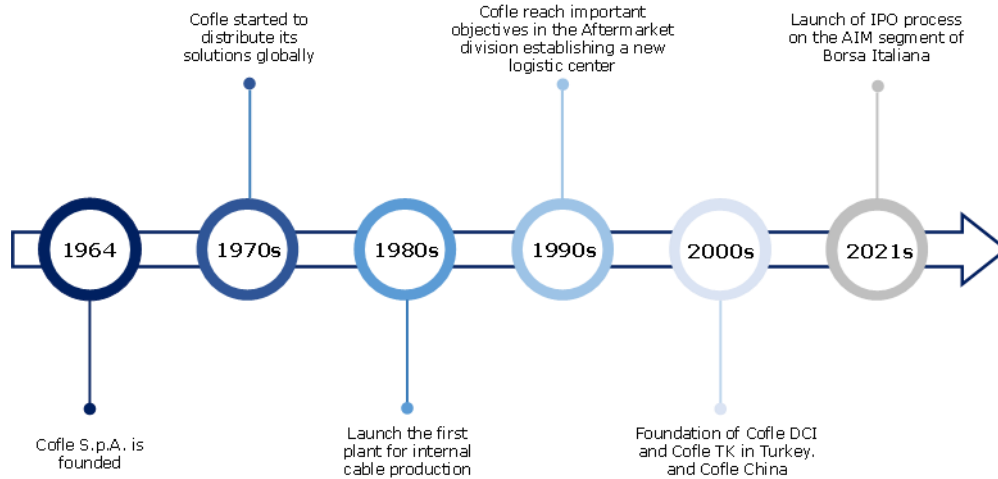 Cofle started to
distribute its
solutions globally
Cofle reach important
objectives in the Aftermarket
division establishing a new
logistic center
Launch of IPO process
on the AIM segment of
Borsa Italiana
1964
1970s
1980s
1990s
2000s
2021s
Cofle S.p.A. is
founded
Launch the first
plant for internal
cable production
Foundation of Cofle DCI
and Cofle TK in Turkey.
and Cofle China